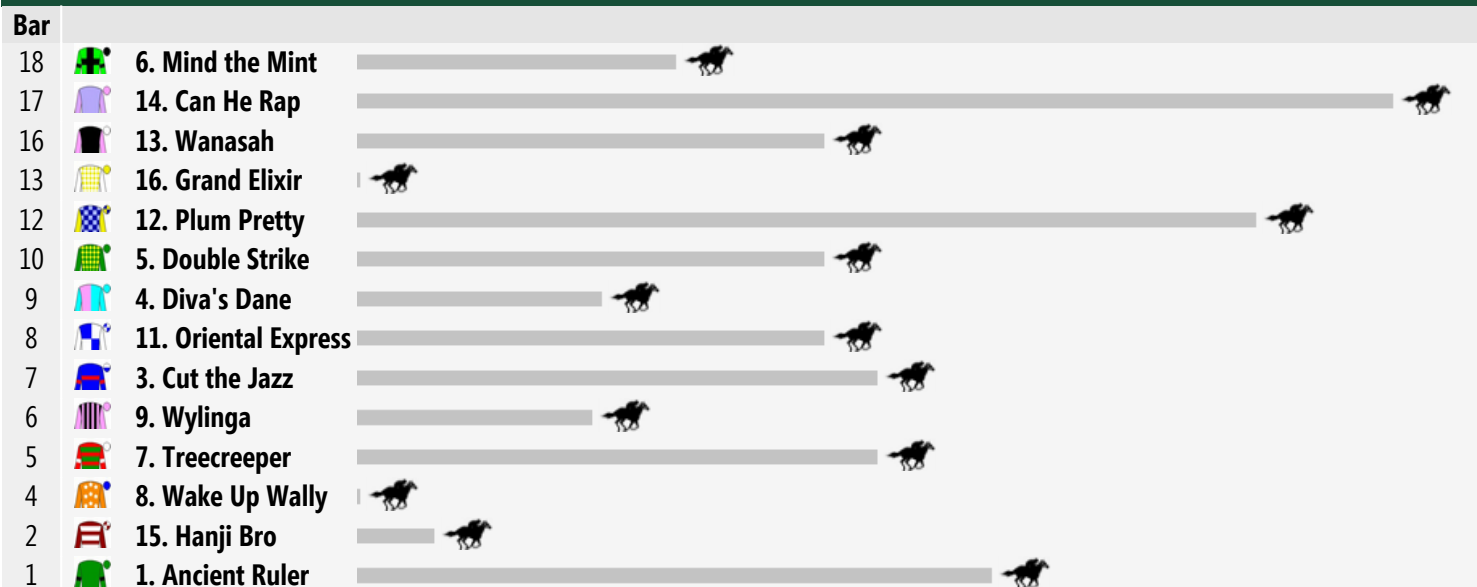 Bar
18 6. Mind the Mint
17 14. Can He Rap
16 13. Wanasah
13 16. Grand Elixir
12 12. Plum Pretty
10 5. Double Strike
9 4. Diva's Dane
8 11. Oriental Express
7 3. Cut the Jazz
6 9. Wylinga
5 7. Treecreeper
4 8. Wake Up Wally
2 15. Hanji Bro
1 1. Ancient Ruler